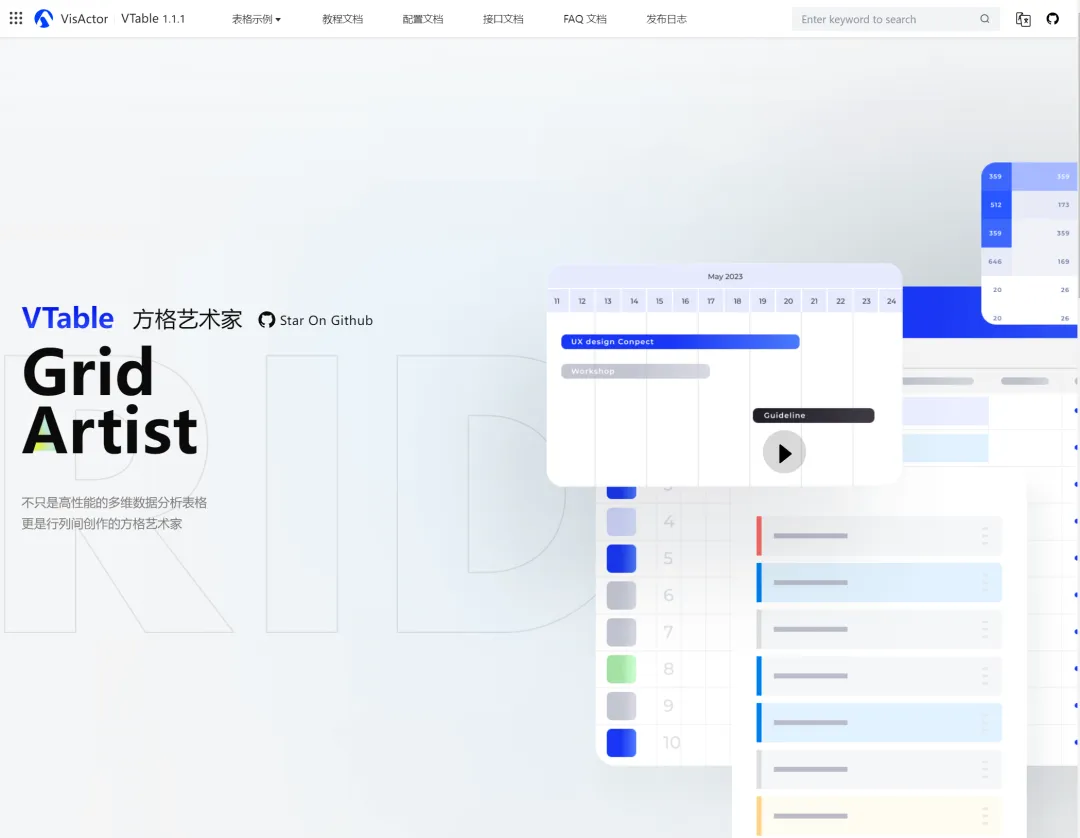 VisActor VTable 1.1.1 表格示例 教程文档 配置文档 接口文档 FAQ 文档 发布日志 Enter keyword to search
359 359
512 173
359 359
646 169
20 26
20 26
May 2023
11 12 13 14 15 16 17 18 19 20 21 22 23 24
UX design Conpect
Workshop
Guideline
VTable 方格艺术家 Star On Github
Grid
Artist
不只是高性能的多维数据分析表格
更是行列间创作的方格艺术家
RID
4
5
6
7
8
9
10